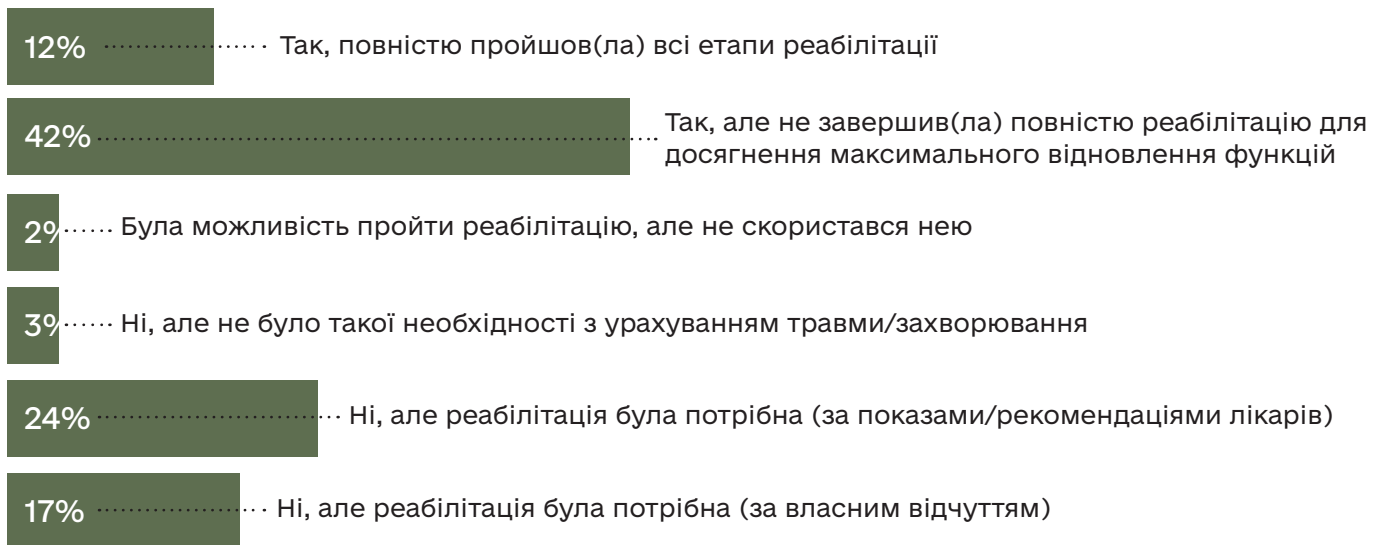 12% Так, повністю пройшов(ла) всі етапи реабілітації
42% Так, але не завершив(ла) повністю реабілітацію для
досягнення максимального відновлення функцій
2% Була можливість пройти реабілітацію, але не скористався нею
3% Ні, але не було такої необхідності з урахуванням травми/захворювання
24% Ні, але реабілітація була потрібна (за показами/рекомендаціями лікарів)
17% Ні, але реабілітація була потрібна (за власним відчуттям)